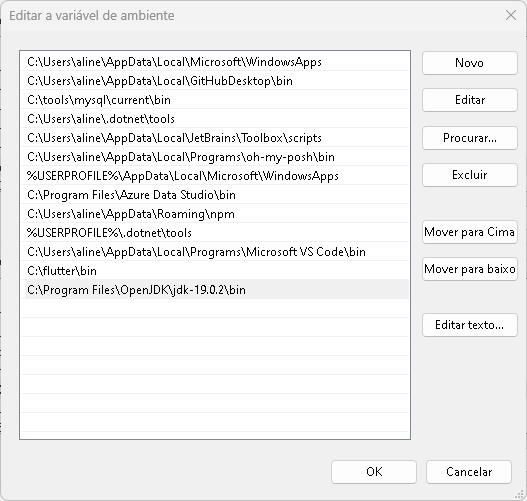 Editar a variável de ambiente
C:\Users\aline\AppData\Local\Microsoft\WindowsApps
C:\Users\aline\AppData\Local\GitHubDesktop\bin
C:\tools\mysql\current\bin
C:\Users\aline\.dotnet\tools
C:\Users\aline\AppData\Local\JetBrains\Toolbox\scripts
C:\Users\aline\AppData\Local\Programs\oh-my-posh\bin
%USERPROFILE%\AppData\Local\Microsoft\WindowsApps
C:\Program Files\Azure Data Studio\bin
C:\Users\aline\AppData\Roaming\npm
%USERPROFILE%\.dotnet\tools
C:\Users\aline\AppData\Local\Programs\Microsoft VS Code\bin
C:\flutter\bin
C:\Program Files\OpenJDK\jdk-19.0.2\bin
Novo
Editar
Procurar...
Excluir
Mover para Cima
Mover para baixo
Editar texto...
OK
Cancelar